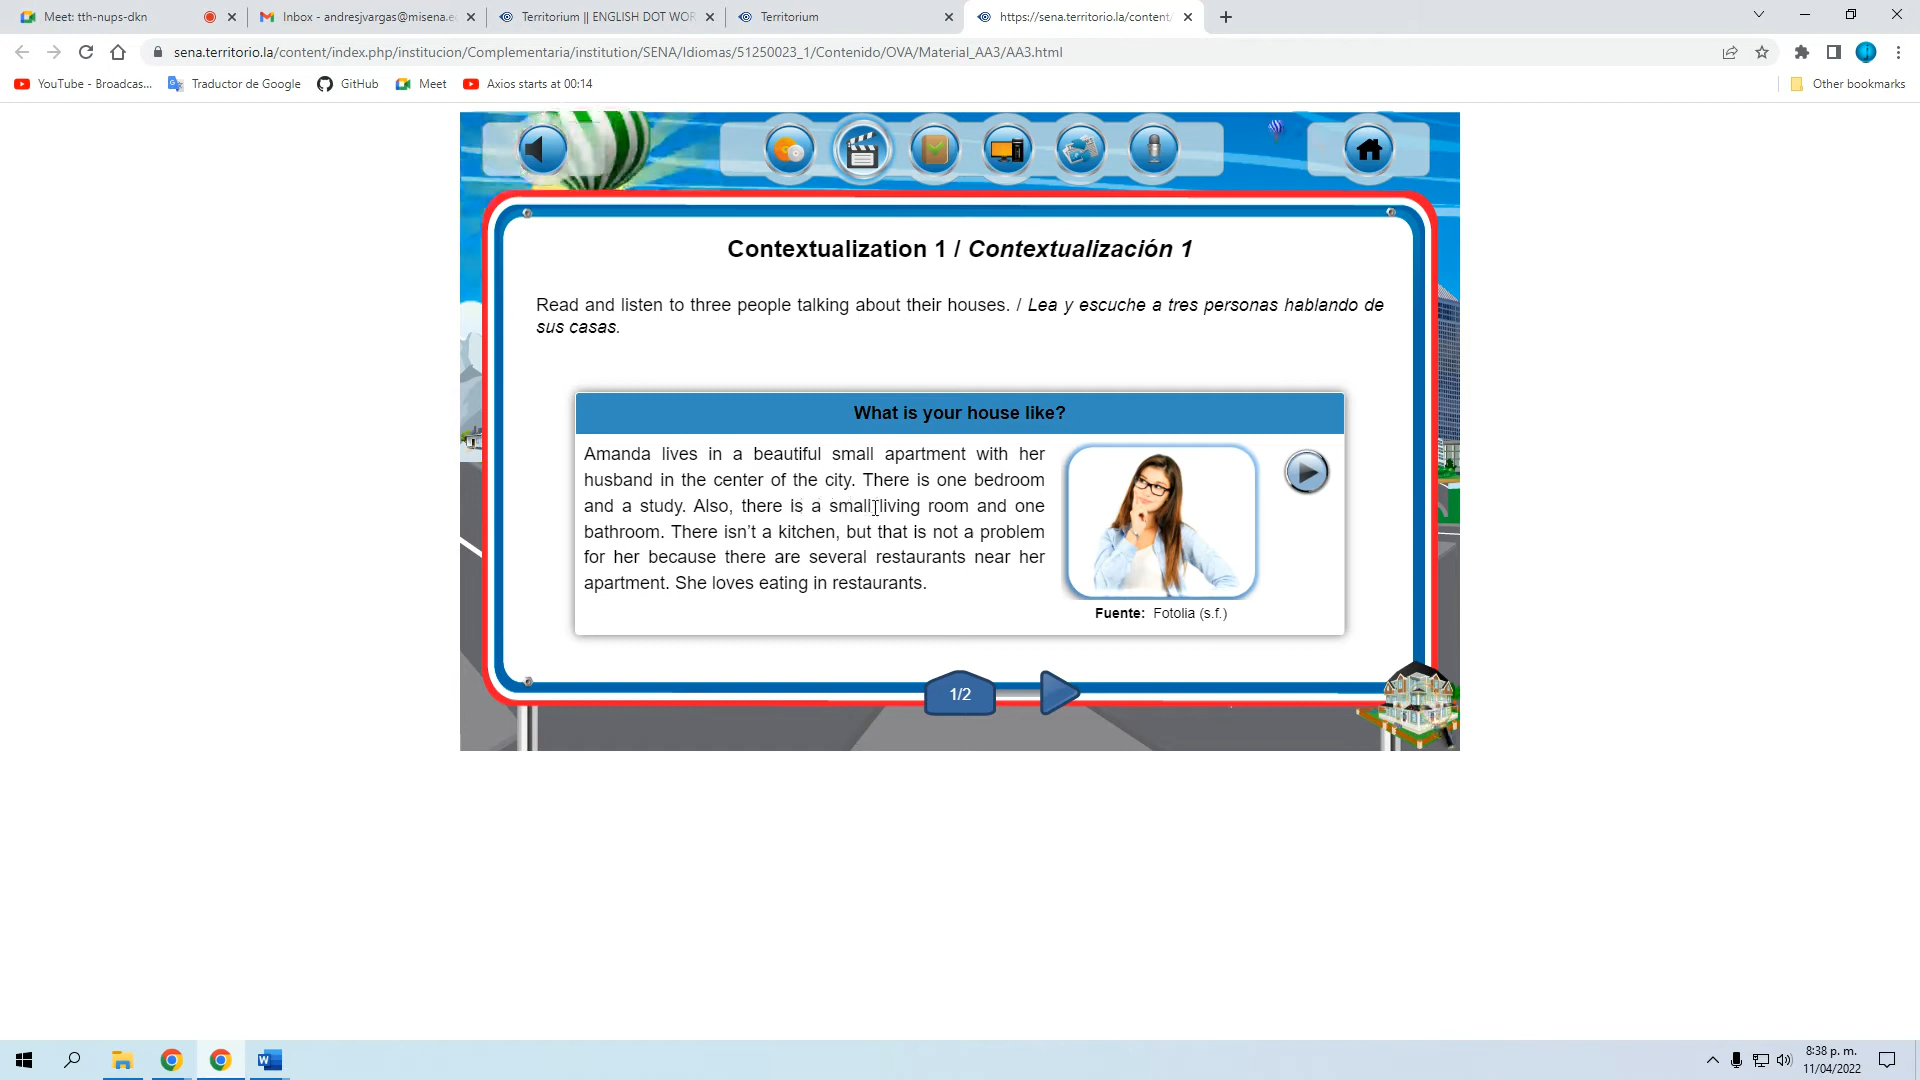 Meet: tth-nups-dkn
Inbox - andresjvargas@misena.e
Territorium || ENGLISH DOT WOR
Territorium
https://sena.territorio.la/content
sena.territorio.la/content/index.php/institucion/Complementaria/institution/SENA/Idiomas/51250023_1/Contenido/OVA/Material_AA3/AA3.html
YouTube - Broadcas...
Traductor de Google
GitHub
Meet
Axios starts at 00:14
Other bookmarks
Contextualization 1 / Contextualización 1
Read and listen to three people talking about their houses. / Lea y escuche a tres personas hablando de
sus casas.
What is your house like?
Amanda lives in a beautiful small apartment with her
husband in the center of the city. There is one bedroom
and a study. Also, there is a small living room and one
bathroom. There isn't a kitchen, but that is not a problem
for her because there are several restaurants near her
apartment. She loves eating in restaurants.
Fuente: Fotolia (s.f.)
1/2
8:38 p. m.
11/04/2022